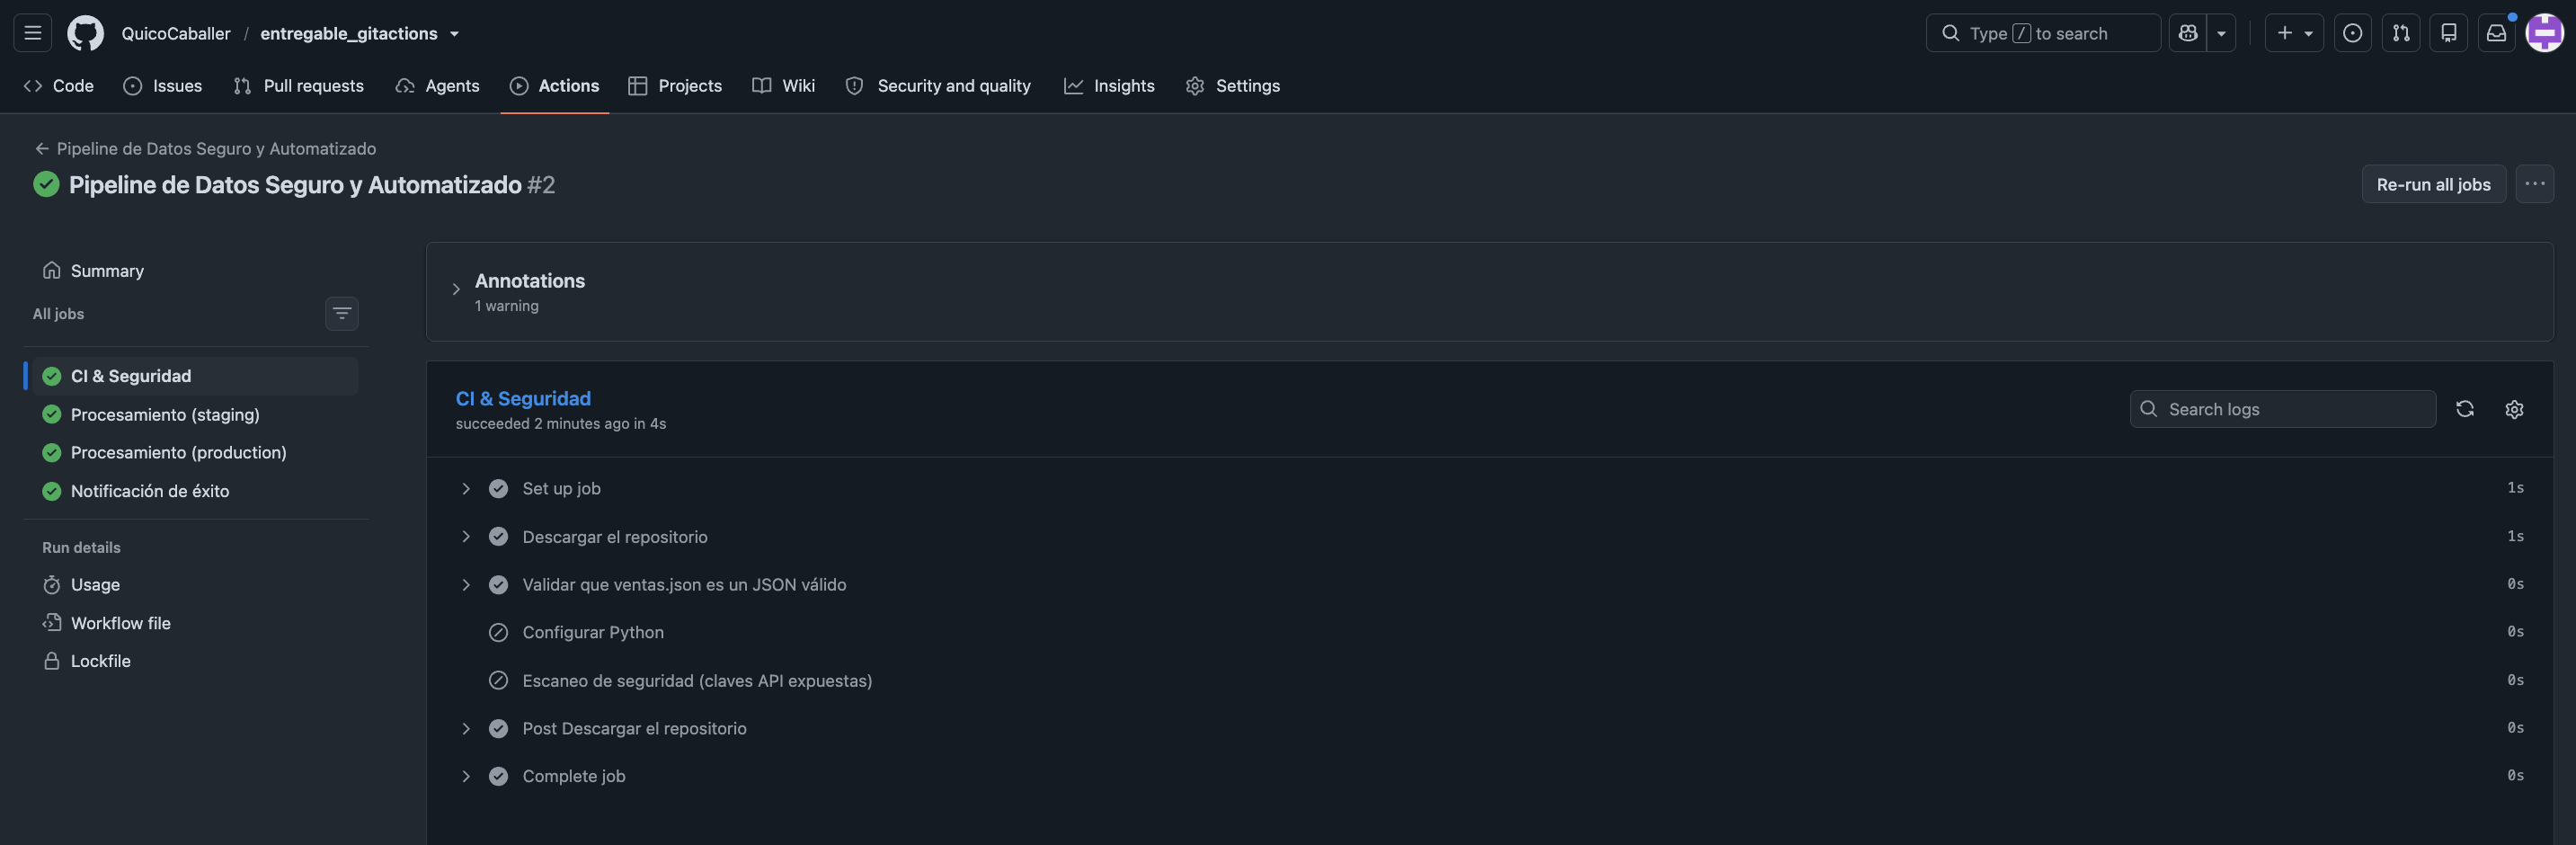 QuicoCaballer / entregable_gitactions
Type / to search
Code Issues Pull requests Agents Actions Projects Wiki Security and quality Insights Settings
Pipeline de Datos Seguro y Automatizado
Pipeline de Datos Seguro y Automatizado #2
Re-run all jobs
Summary
All jobs
CI & Seguridad
Procesamiento (staging)
Procesamiento (production)
Notificación de éxito
Run details
Usage
Workflow file
Lockfile
Annotations
1 warning
CI & Seguridad
succeeded 2 minutes ago in 4s
Search logs
Set up job 1s
Descargar el repositorio 1s
Validar que ventas.json es un JSON válido 0s
Configurar Python 0s
Escaneo de seguridad (claves API expuestas) 0s
Post Descargar el repositorio 0s
Complete job 0s